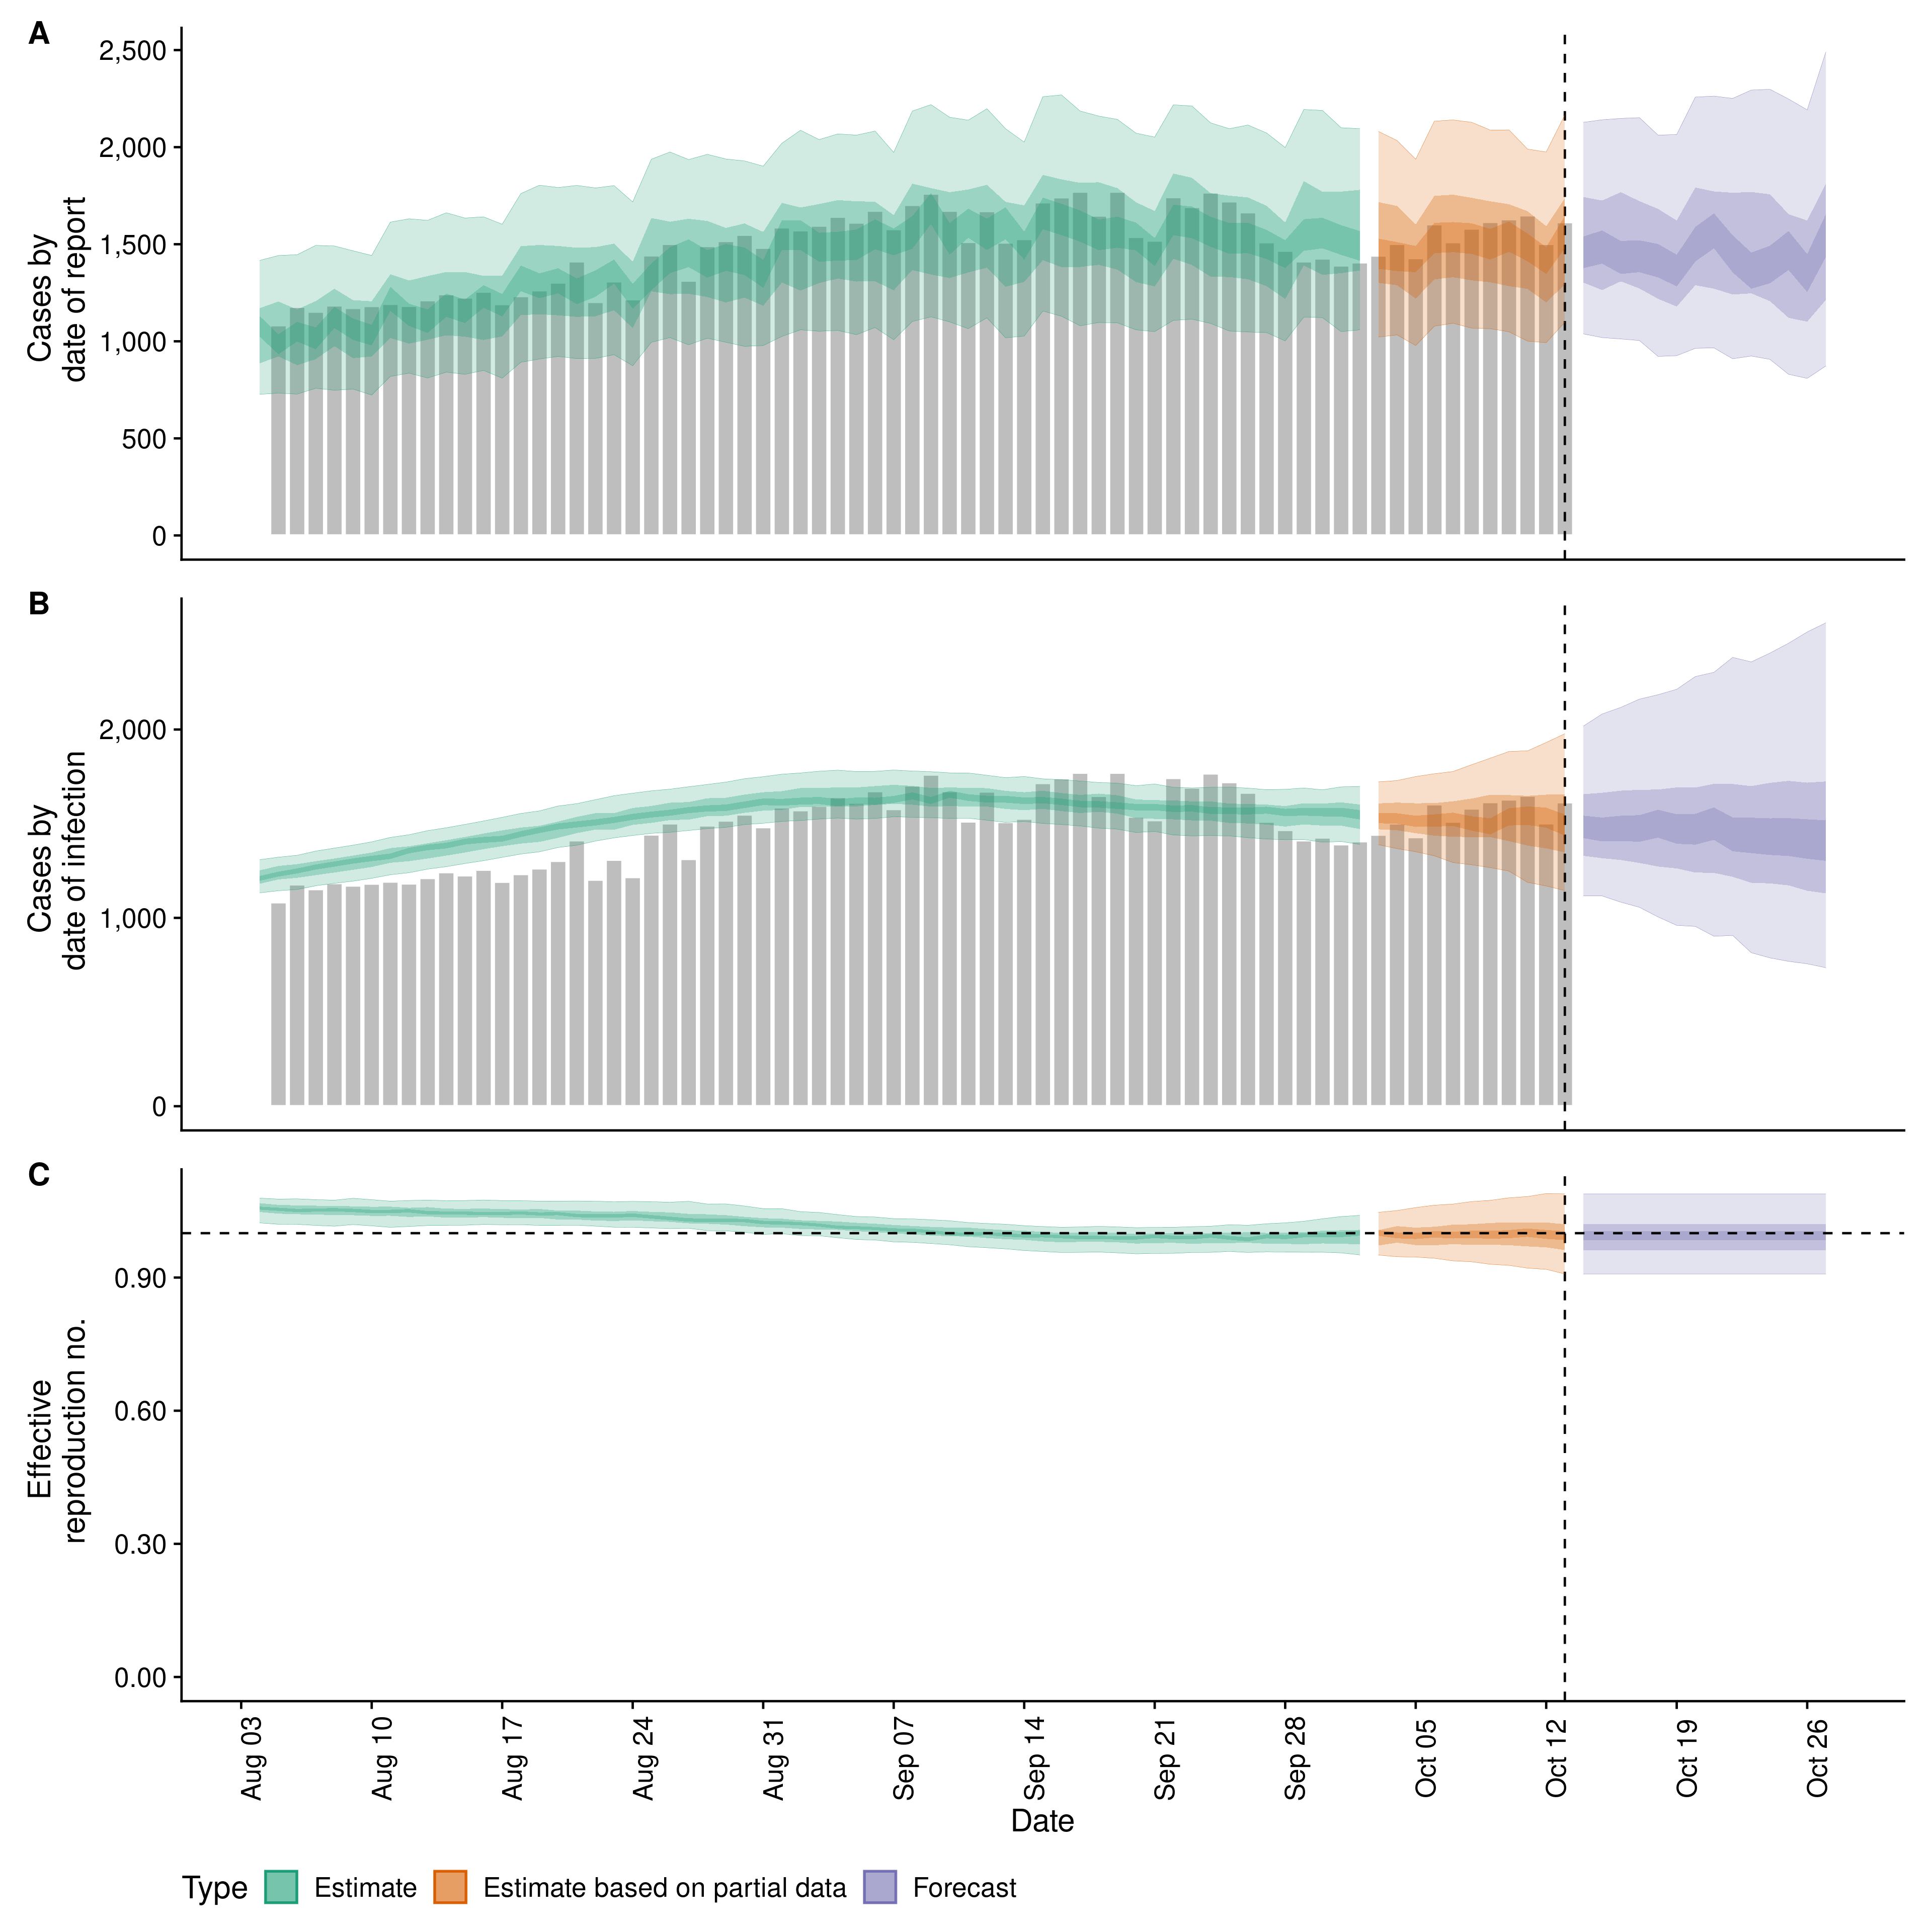 A
Cases by
date of report
2,500
2,000
1,500
1,000
500
0
B
Cases by
date of infection
2,000
1,000
0
C
Effective
reproduction no.
0.90
0.60
0.30
0.00
Aug 03
Aug 10
Aug 17
Aug 24
Aug 31
Sep 07
Sep 14
Sep 21
Sep 28
Oct 05
Oct 12
Oct 19
Oct 26
Date
Type Estimate Estimate based on partial data Forecast